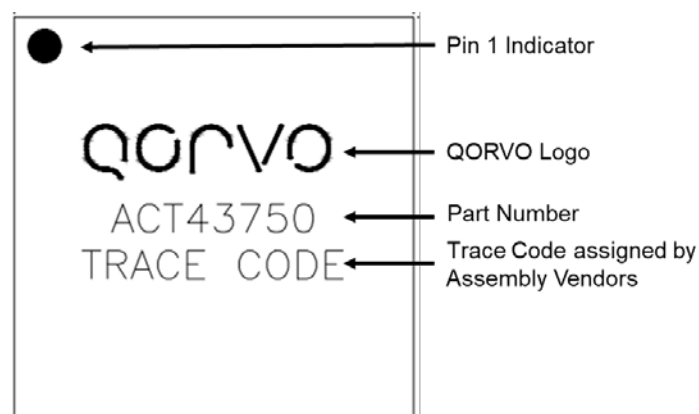 Pin 1 Indicator
QORVO
QORVO Logo
ACT43750
Part Number
TRACE CODE
Trace Code assigned by
Assembly Vendors